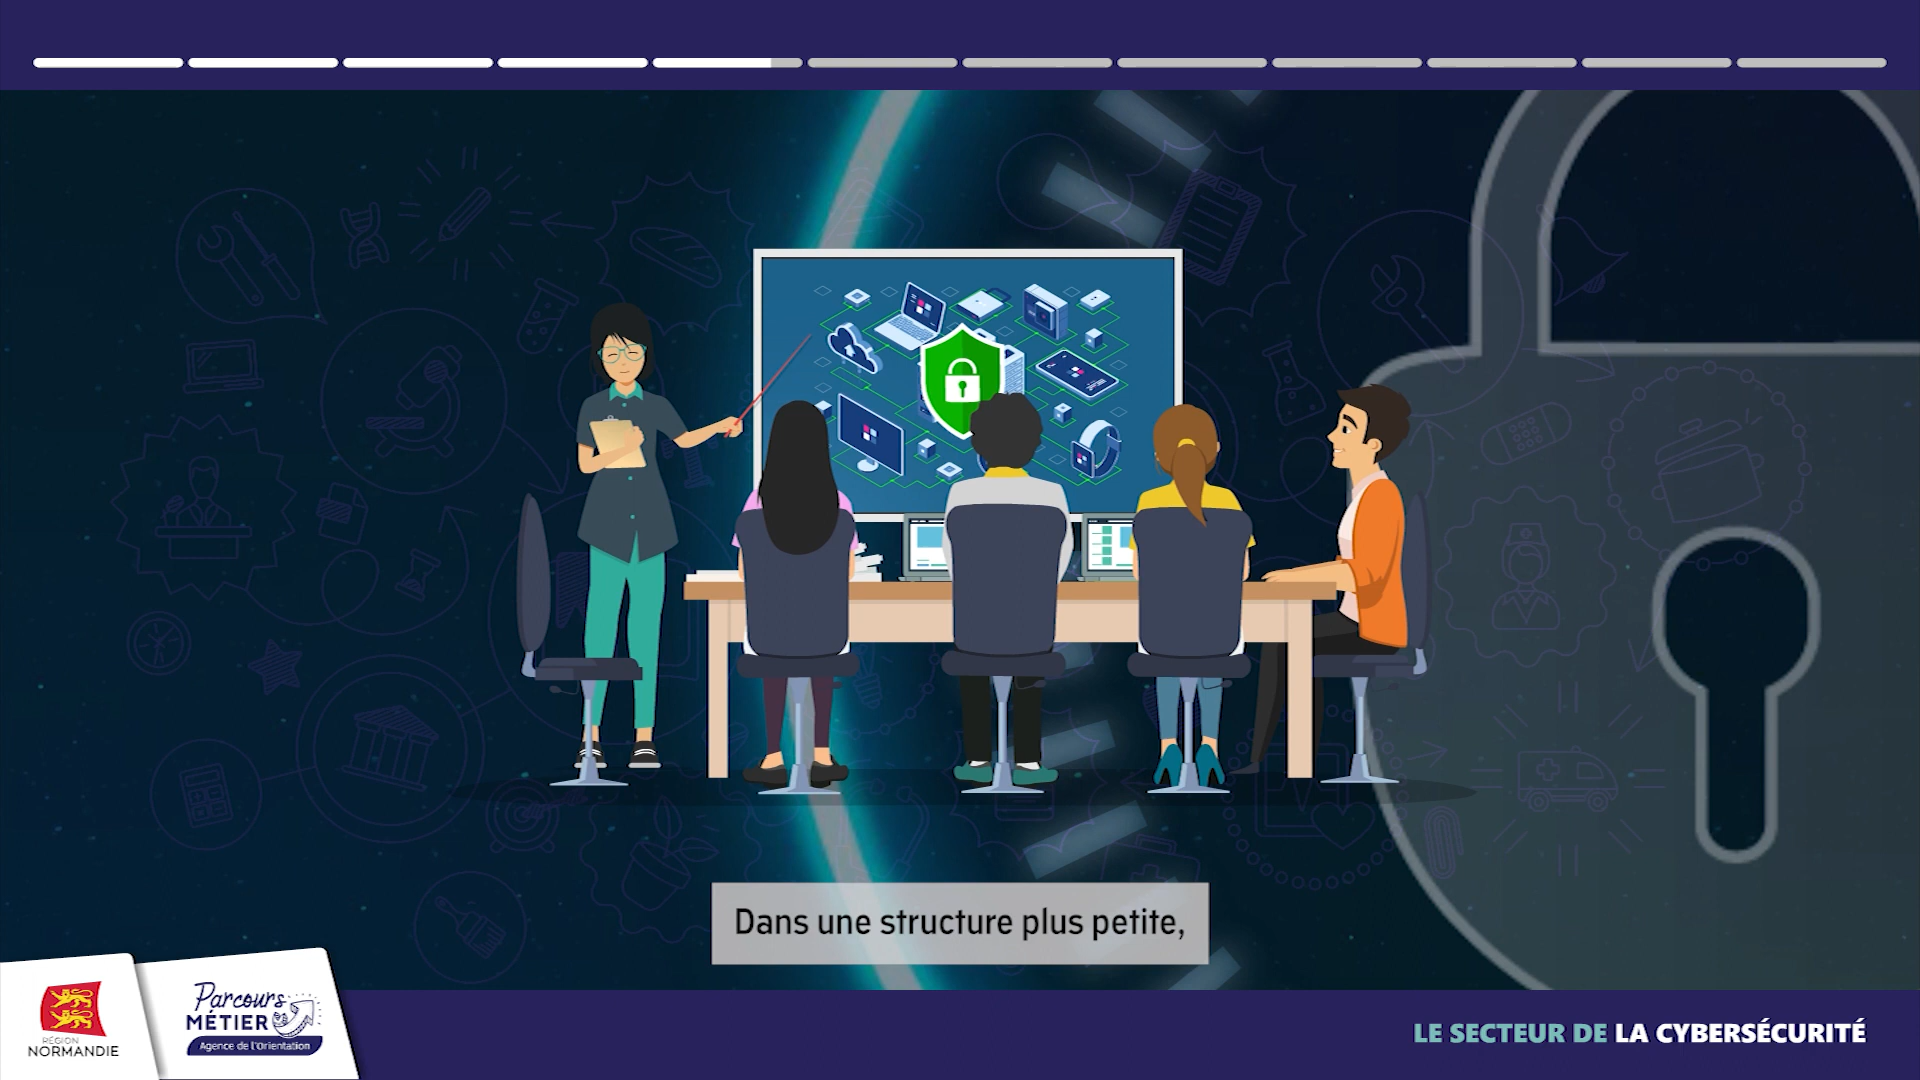 Dans une structure plus petite,
RÉGION
NORMANDIE
Parcours
MÉTIER
Agence de l'Orientation
LE SECTEUR DE LA CYBERSÉCURITÉ